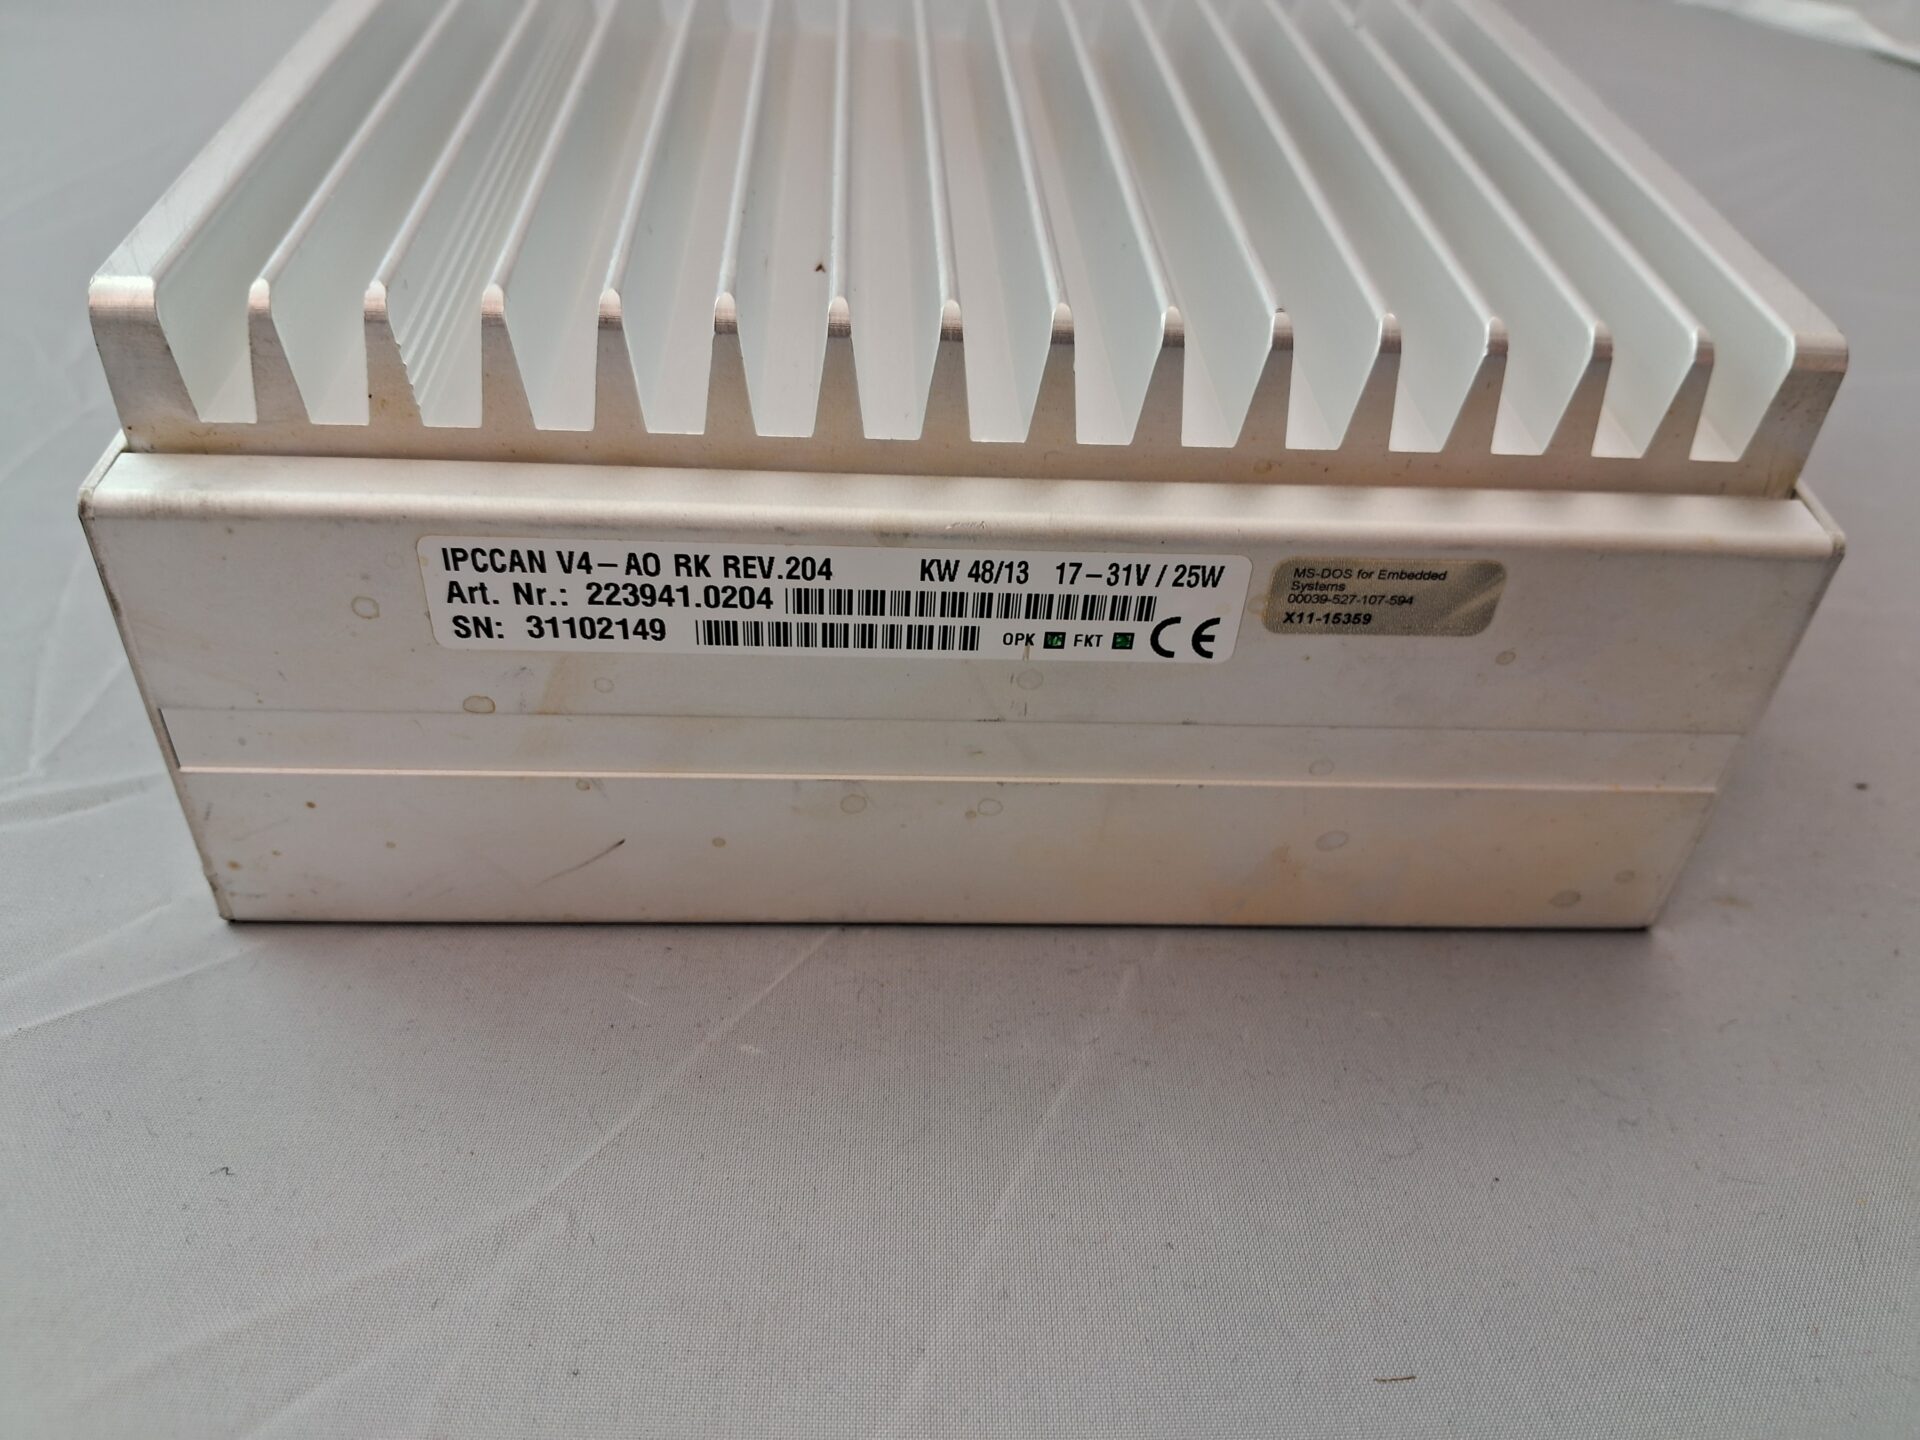 IPCCAN V4-AO RK REV.204 KW 48/13 17-31V / 25W
Art. Nr.: 223941.0204
SN: 31102149 OPK FKT CE
MS-DOS for Embedded
Systems
00039-527-107-594
X11-15359